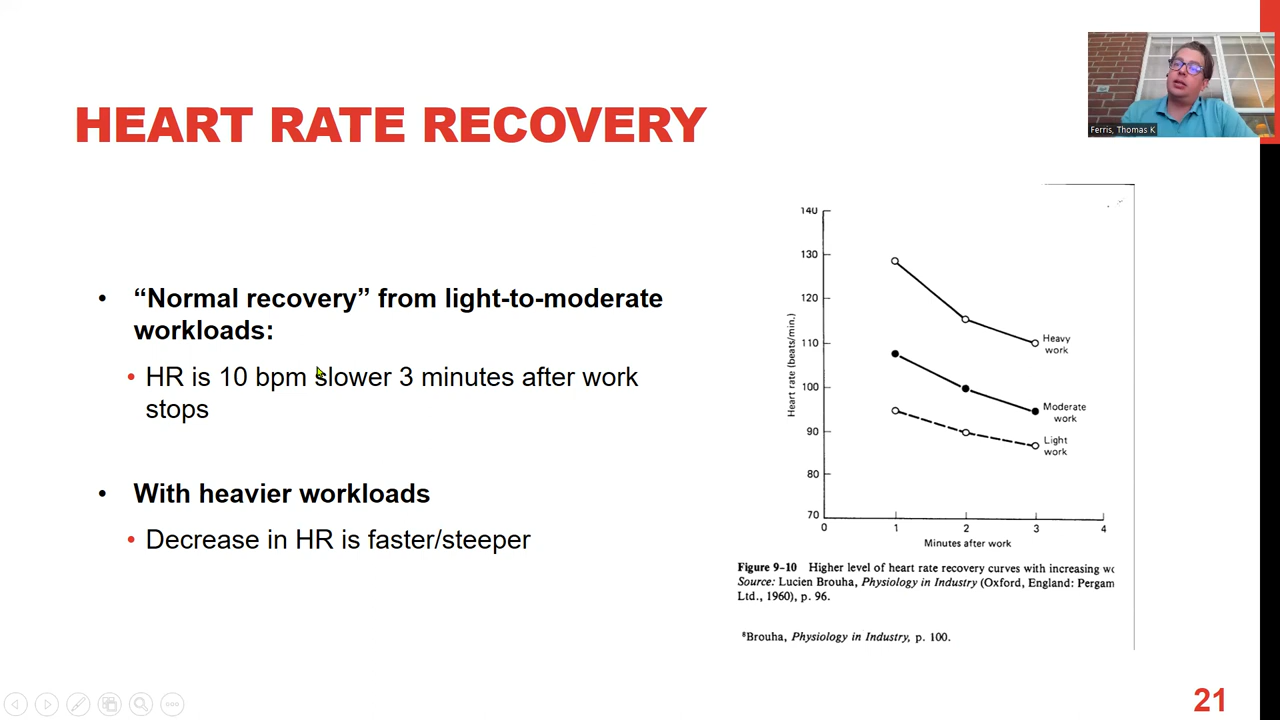 HEART RATE RECOVERY
Ferris, Thomas K
• “Normal recovery” from light-to-moderate
workloads:
• HR is 10 bpm slower 3 minutes after work
stops
• With heavier workloads
• Decrease in HR is faster/steeper
140
130
120
110
100
90
80
70
Heart rate (beats/min.)
Heavy
work
Moderate
work
Light
work
0 1 2 3 4
Minutes after work
Figure 9-10 Higher level of heart rate recovery curves with increasing
Source: Lucien Brouha, Physiology in Industry (Oxford, England: Pergam
Ltd., 1960), p. 96.
8Brouha, Physiology in Industry, p. 100.
21